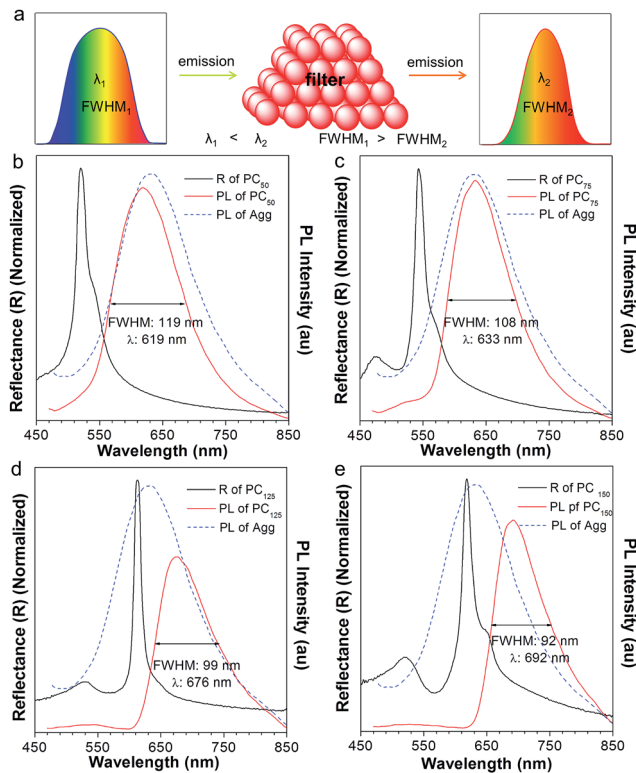 a
λ1
FWHM1
emission
filter
emission
λ2
FWHM2
λ1 < λ2
FWHM1 > FWHM2
b
Reflectance (R) (Normalized)
R of PC50
PL of PC50
PL of Agg
FWHM: 119 nm
λ: 619 nm
PL Intensity (au)
450 550 650 750 850
Wavelength (nm)
c
Reflectance (R) (Normalized)
R of PC75
PL of PC75
PL of Agg
FWHM: 108 nm
λ: 633 nm
PL Intensity (au)
450 550 650 750 850
Wavelength (nm)
d
Reflectance (R) (Normalized)
R of PC125
PL of PC125
PL of Agg
FWHM: 99 nm
λ: 676 nm
PL Intensity (au)
450 550 650 750 850
Wavelength (nm)
e
Reflectance (R) (Normalized)
R of PC150
PL pf PC150
PL of Agg
FWHM: 92 nm
λ: 692 nm
PL Intensity (au)
450 550 650 750 850
Wavelength (nm)